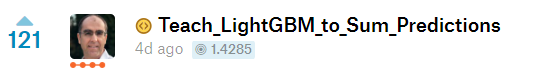 121
Teach_LightGBM_to_Sum_Predictions
4d ago 1.4285